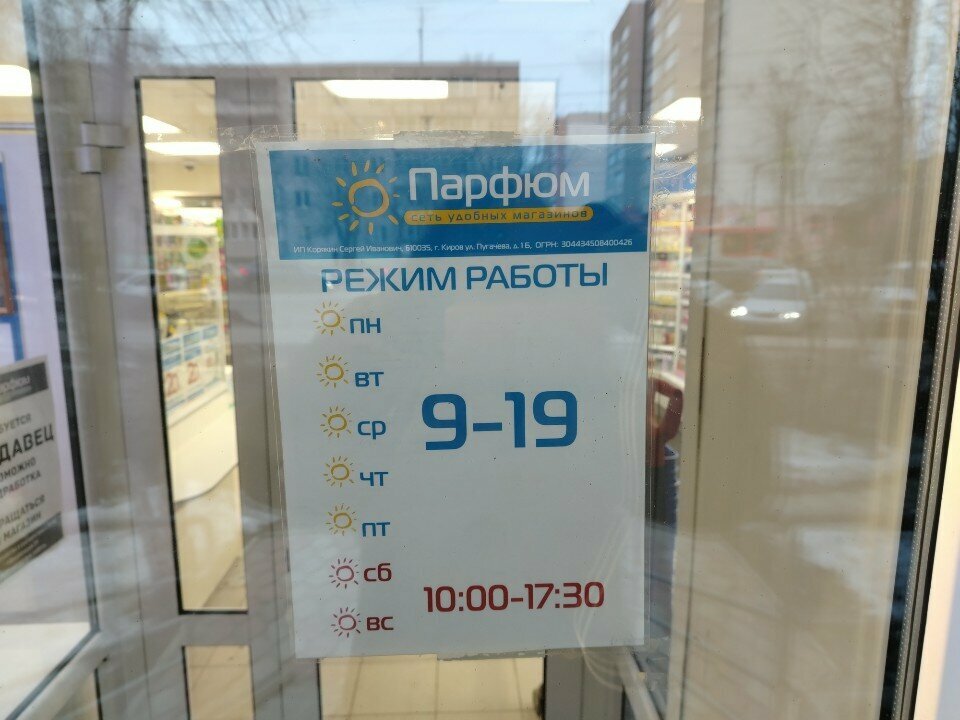 Парфюм
сеть удобных магазинов
ИП Корякин Сергей Иванович, 610035, г. Киров ул. Пугачева, д. 1Б, ОГРН: 304434508400426
РЕЖИМ РАБОТЫ
ПН
ВТ
СР
ЧТ
ПТ
9-19
СБ
ВС
10:00-17:30